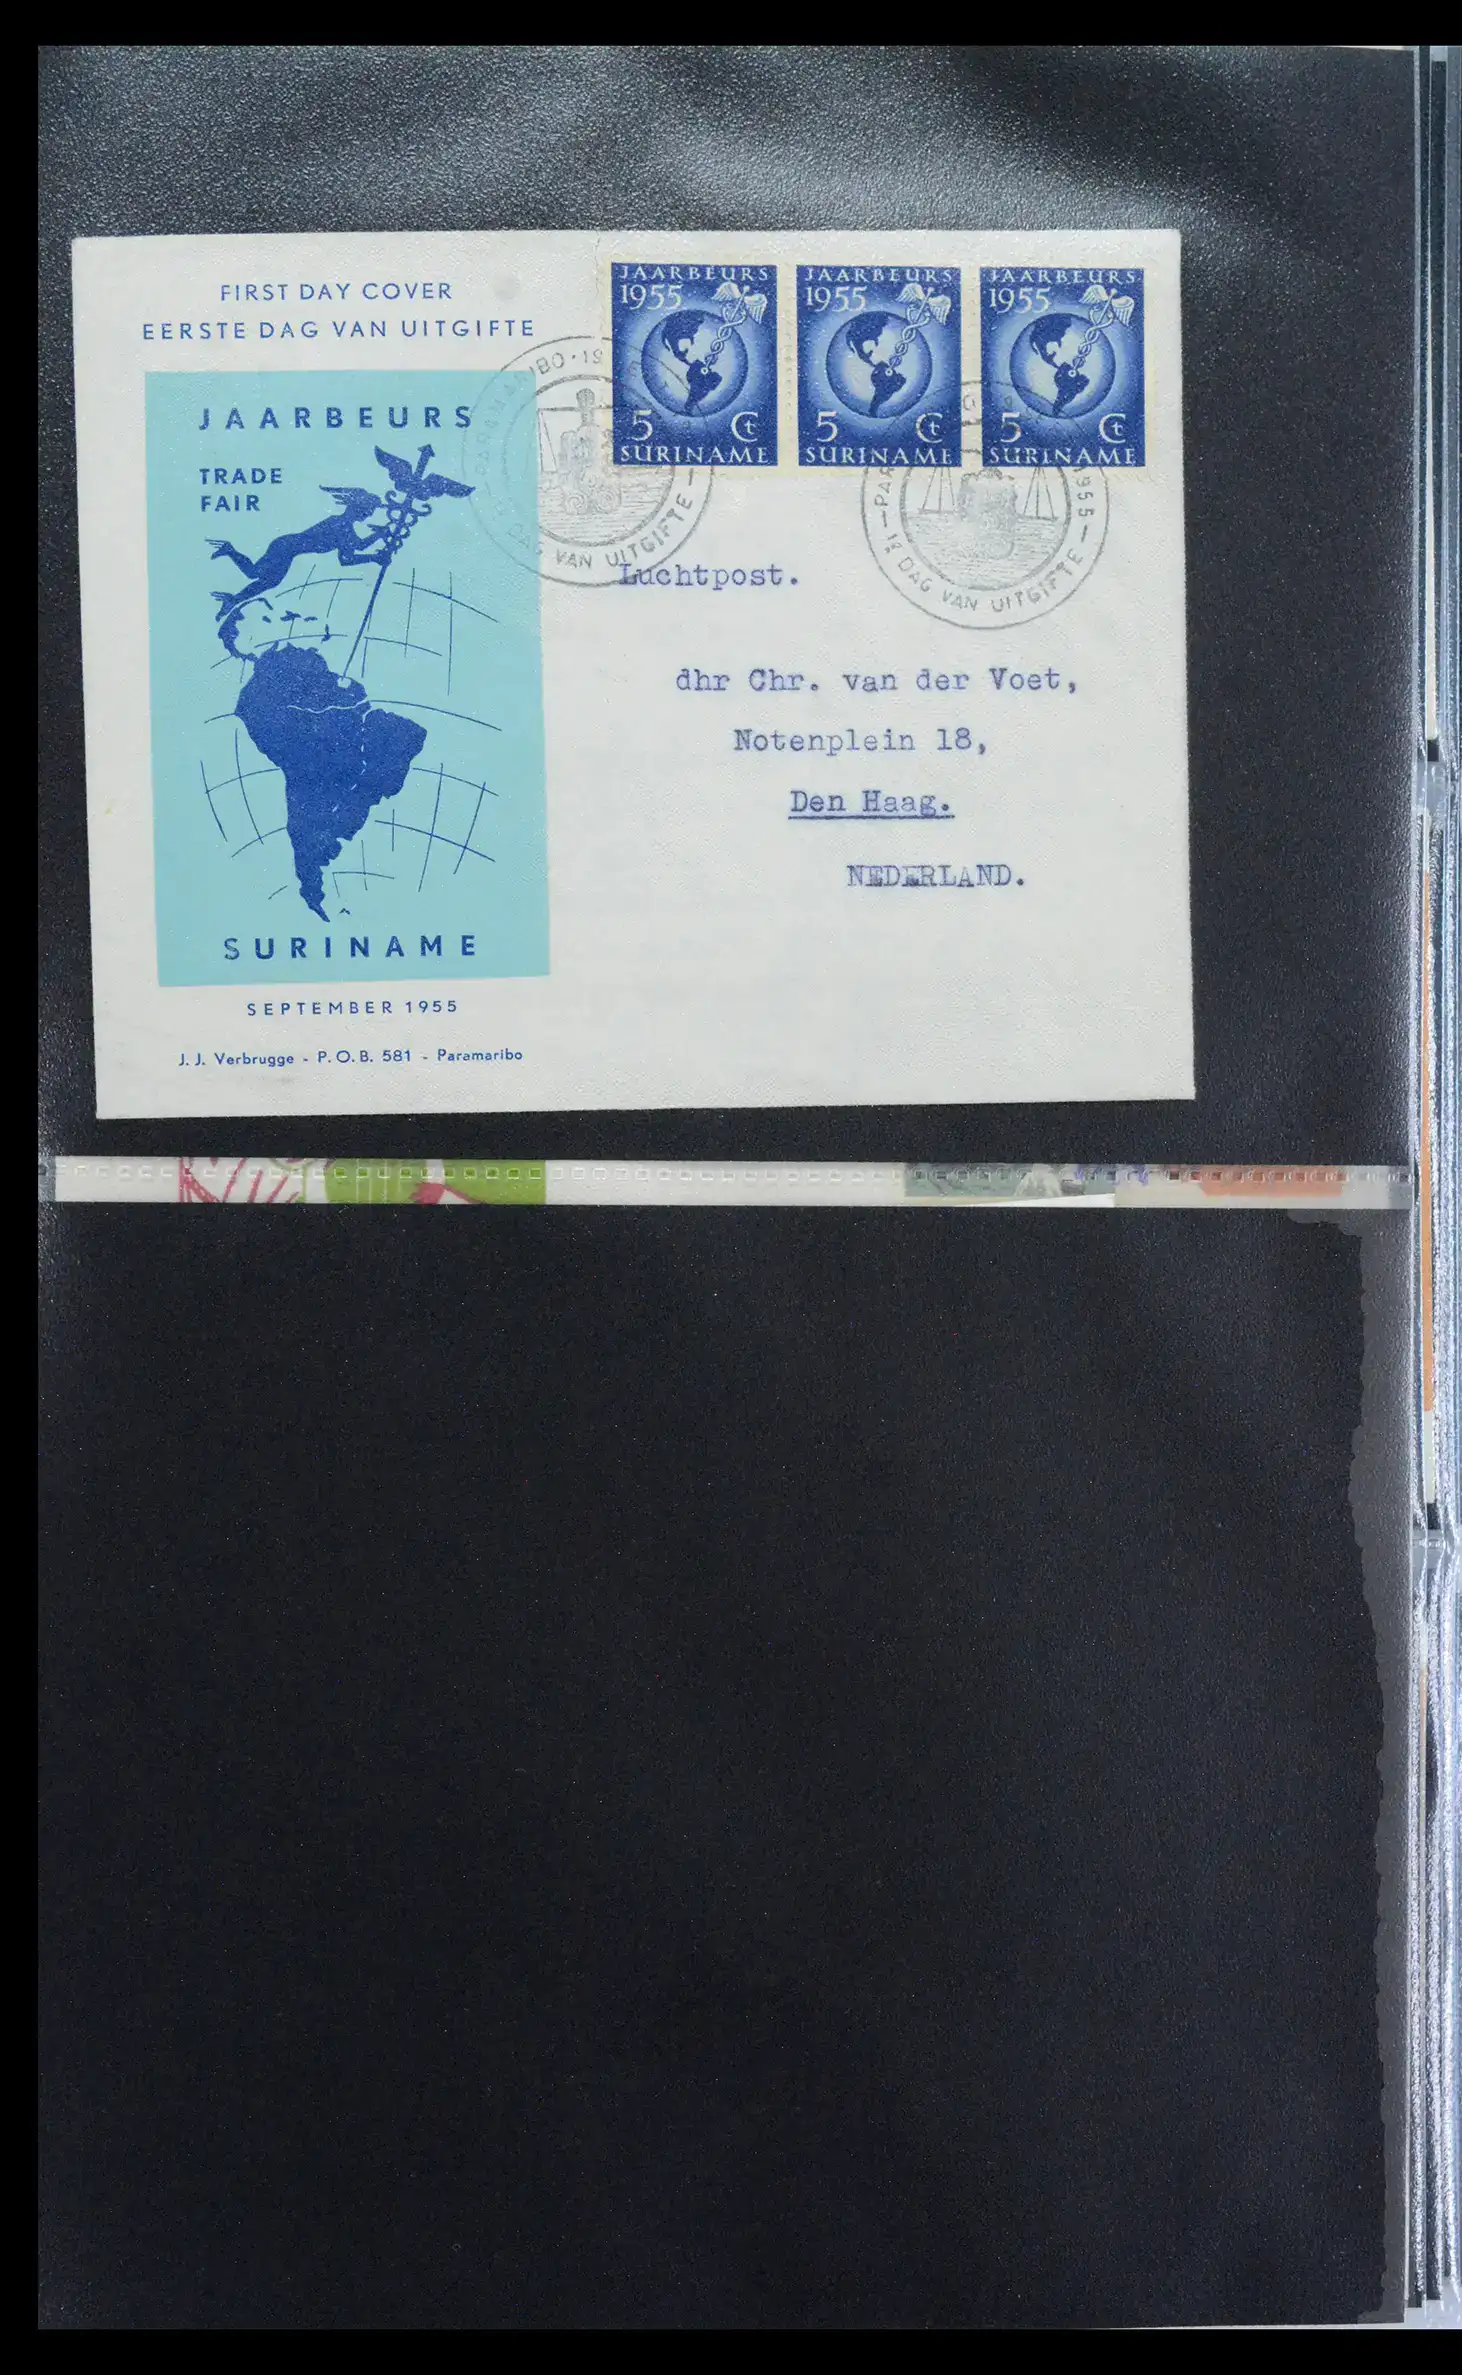 FIRST DAY COVER
EERSTE DAG VAN UITGIFTE
JAARBEURS
TRADE
FAIR
SURINAME
SEPTEMBER 1955
J. J. Verbrugge - P.O.B. 581 - Paramaribo
JAARBEURS
1955
5 Ct
SURINAME
JAARBEURS
1955
5 Ct
SURINAME
JAARBEURS
1955
5 Ct
SURINAME
DAG VAN UITGIFTE
1955 — 1e DAG VAN UITGIFTE —
Luchtpost.
dhr Chr. van der Voet,
Notenplein 18,
Den Haag.
NEDERLAND.